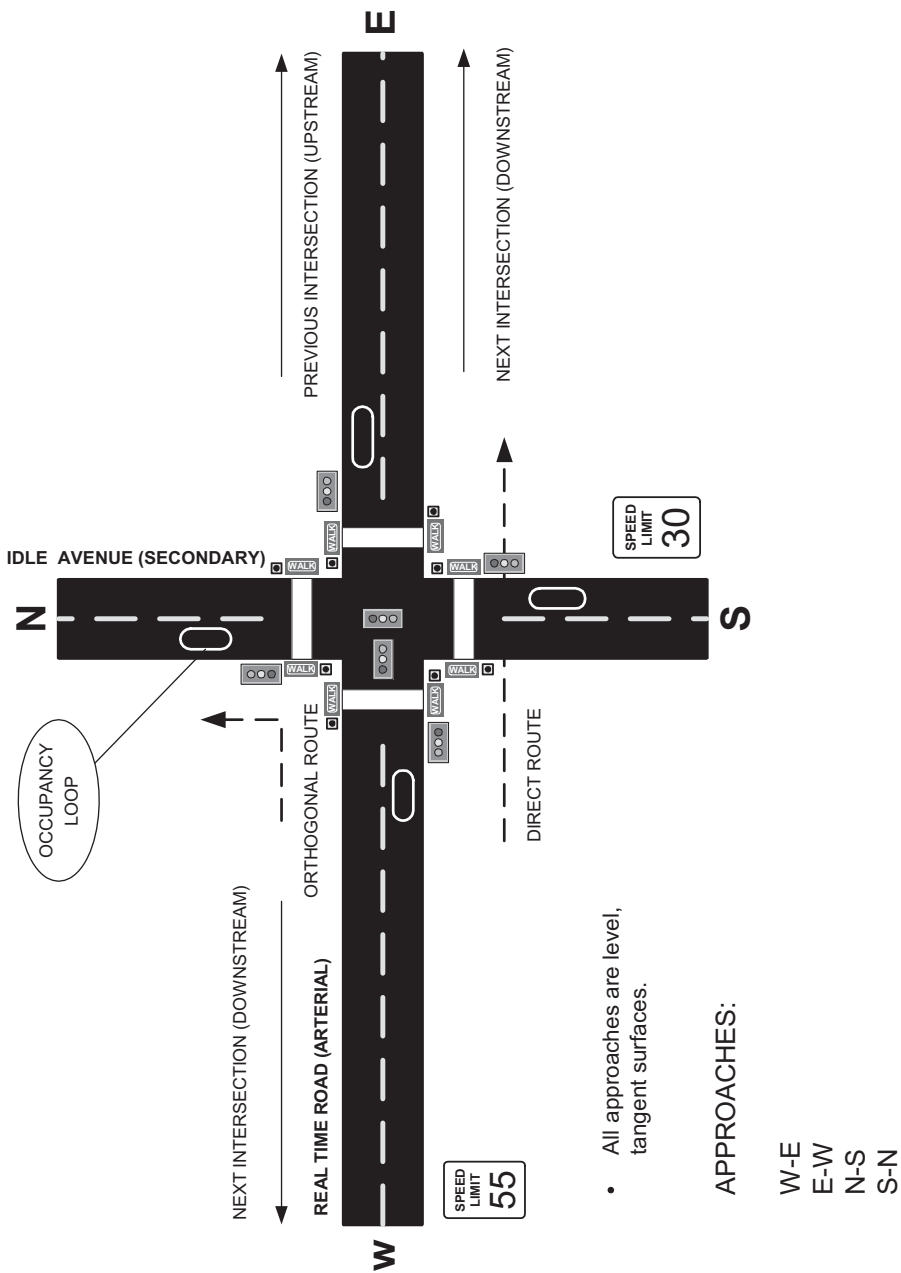 N
IDLE AVENUE (SECONDARY)
OCCUPANCY
LOOP
PREVIOUS INTERSECTION (UPSTREAM)
E
NEXT INTERSECTION (DOWNSTREAM)
NEXT INTERSECTION (DOWNSTREAM)
ORTHOGONAL ROUTE
REAL TIME ROAD (ARTERIAL)
W
WALK
WALK
WALK
WALK
WALK
WALK
WALK
WALK
DIRECT ROUTE
S
SPEED
LIMIT
30
SPEED
LIMIT
55
• All approaches are level,
tangent surfaces.
APPROACHES:
W-E
E-W
N-S
S-N